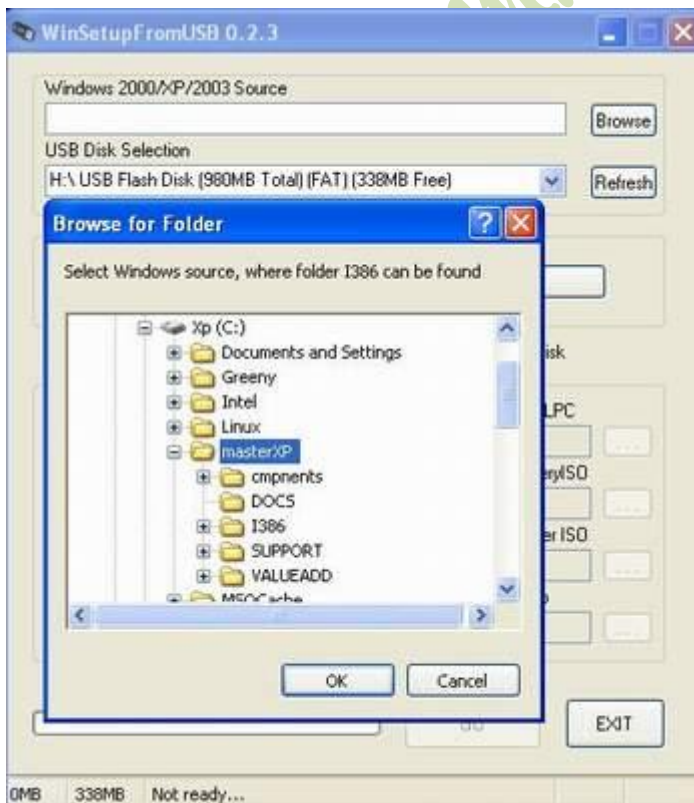 WinSetupFromUSB 0.2.3
Windows 2000/XP/2003 Source
Browse
USB Disk Selection
H:\ USB Flash Disk (980MB Total) (FAT) (338MB Free)
Refresh
Browse for Folder
Select Windows source, where folder I386 can be found
Xp (C:)
Documents and Settings
Greeny
Intel
Linux
masterXP
cmpnents
DOCS
I386
SUPPORT
VALUEADD
MSOCache
isk
LPC
eryISO
er ISO
OK
Cancel
EXIT
0MB
338MB
Not ready...